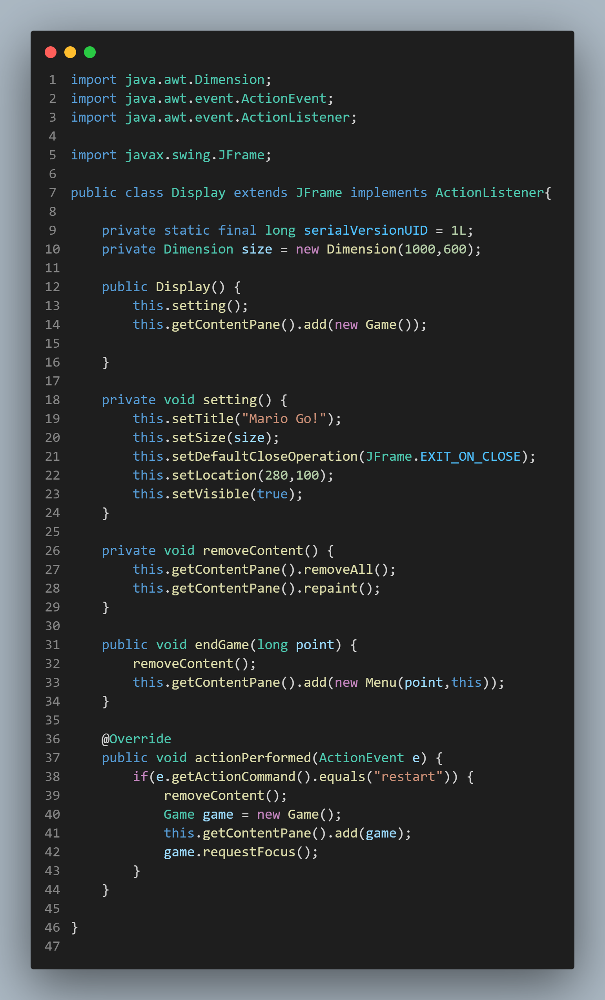 1 import java.awt.Dimension;
2 import java.awt.event.ActionEvent;
3 import java.awt.event.ActionListener;
4
5 import javax.swing.JFrame;
6
7 public class Display extends JFrame implements ActionListener{
8
9     private static final long serialVersionUID = 1L;
10     private Dimension size = new Dimension(1000,600);
11
12     public Display() {
13         this.setting();
14         this.getContentPane().add(new Game());
15
16     }
17
18     private void setting() {
19         this.setTitle("Mario Go!");
20         this.setSize(size);
21         this.setDefaultCloseOperation(JFrame.EXIT_ON_CLOSE);
22         this.setLocation(280,100);
23         this.setVisible(true);
24     }
25
26     private void removeContent() {
27         this.getContentPane().removeAll();
28         this.getContentPane().repaint();
29     }
30
31     public void endGame(long point) {
32         removeContent();
33         this.getContentPane().add(new Menu(point,this));
34     }
35
36     @Override
37     public void actionPerformed(ActionEvent e) {
38         if(e.getActionCommand().equals("restart")) {
39             removeContent();
40             Game game = new Game();
41             this.getContentPane().add(game);
42             game.requestFocus();
43         }
44     }
45
46 }
47